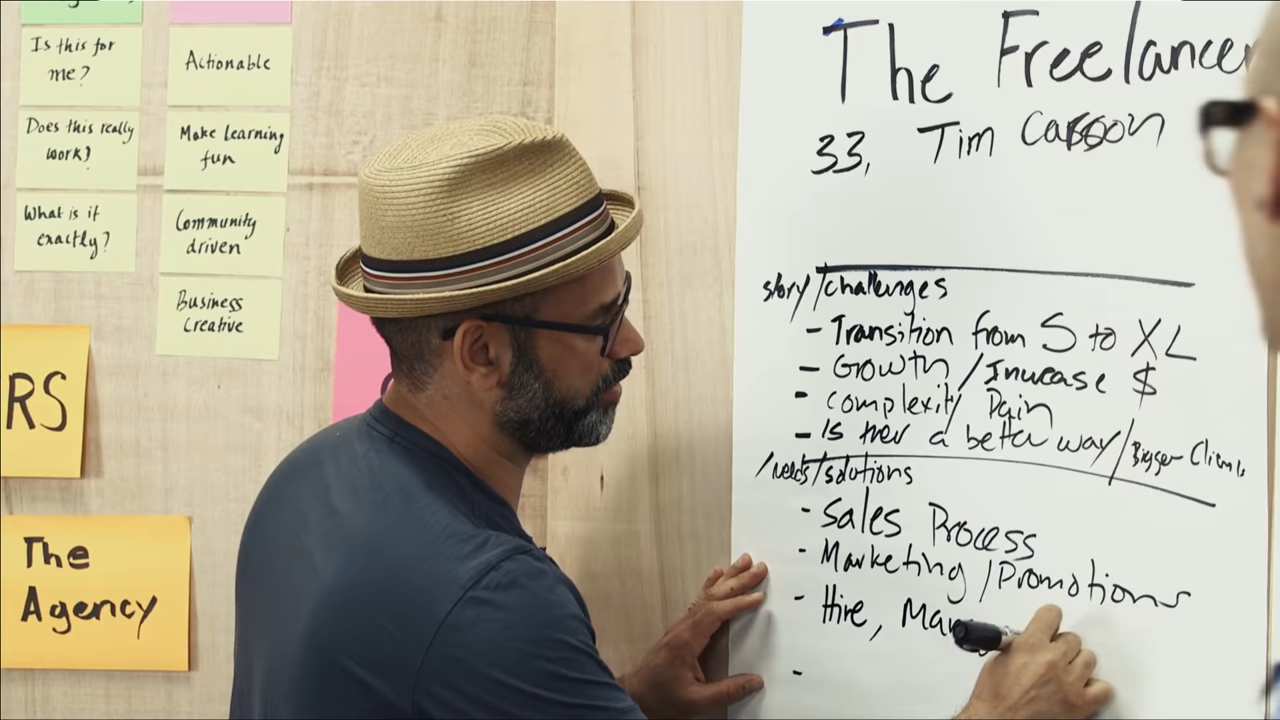 Is this for
me?
Does this really
work?
What is it
exactly?
Actionable
Make learning
fun
Community
driven
Business
Creative
RS
The
Agency
The Freelancer
33, Tim Carson
story/challenges
- Transition from S to XL
- Growth/Increase $
- complexity/Pain
- Is ther a better way/Bigger Clients
/needs/solutions
- Sales Process
- Marketing/Promotions
- Hire, Man
-